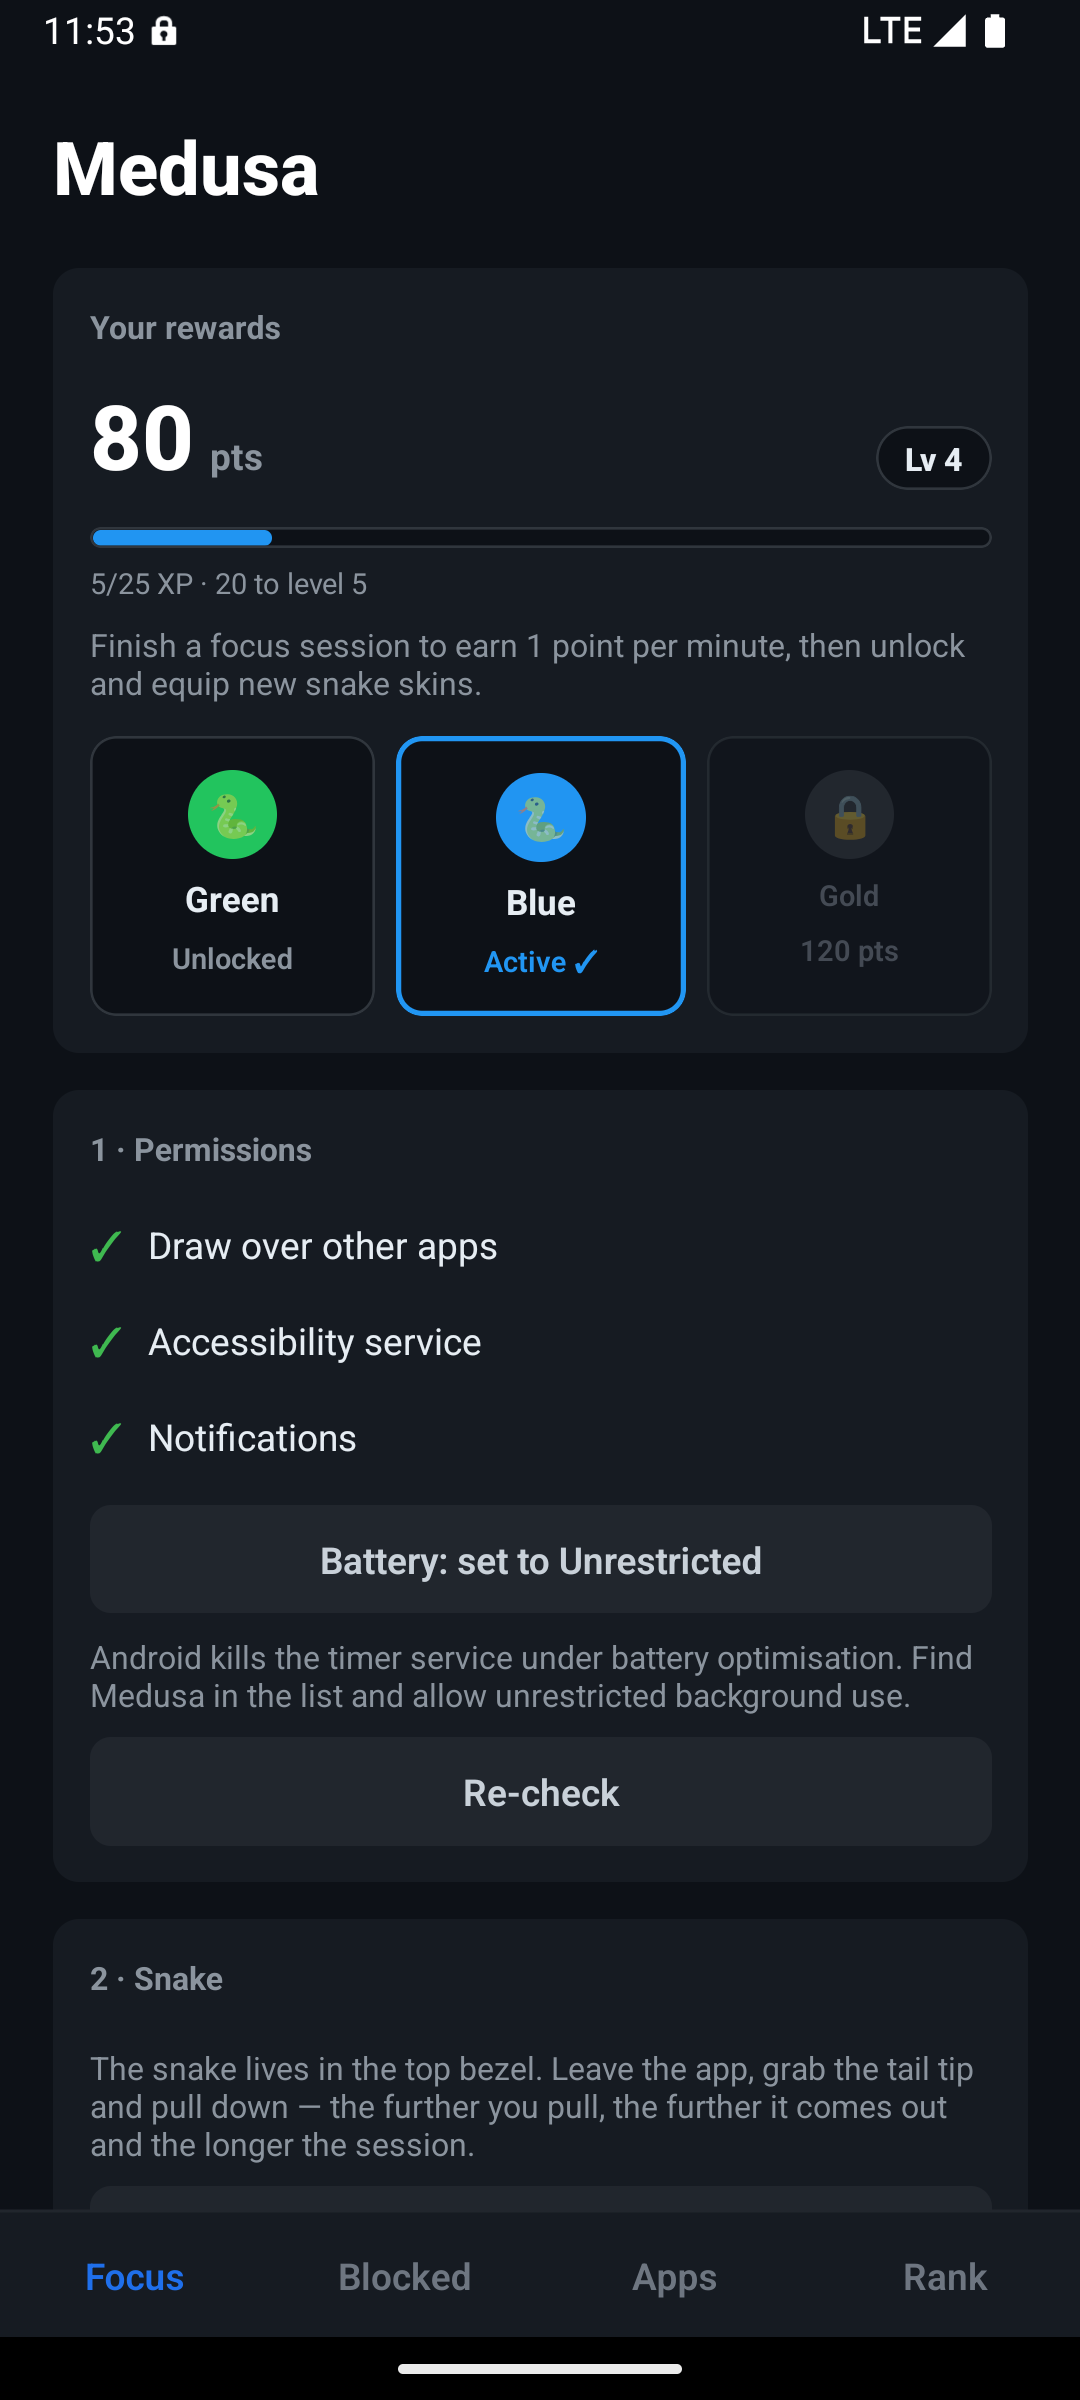 11:53
LTE
Medusa
Your rewards
80 pts
Lv 4
5/25 XP · 20 to level 5
Finish a focus session to earn 1 point per minute, then unlock
and equip new snake skins.
Green
Unlocked
Blue
Active ✓
Gold
120 pts
1 · Permissions
✓ Draw over other apps
✓ Accessibility service
✓ Notifications
Battery: set to Unrestricted
Android kills the timer service under battery optimisation. Find
Medusa in the list and allow unrestricted background use.
Re-check
2 · Snake
The snake lives in the top bezel. Leave the app, grab the tail tip
and pull down — the further you pull, the further it comes out
and the longer the session.
Focus
Blocked
Apps
Rank